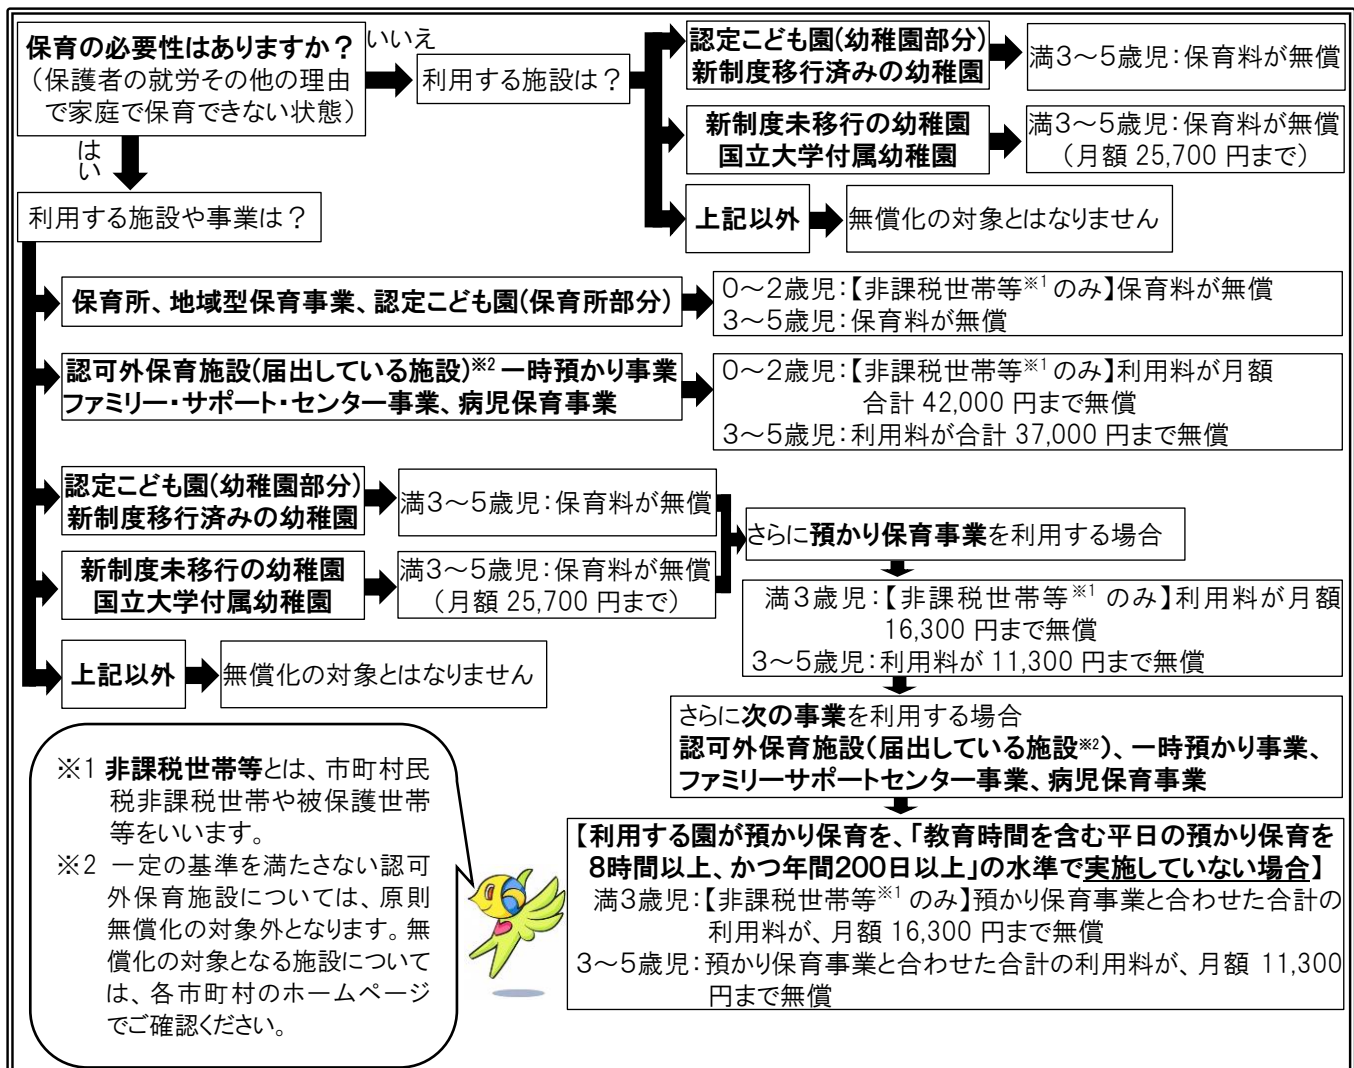 保育の必要性はありますか？
（保護者の就労その他の理由
で家庭で保育できない状態）
いいえ
はい
利用する施設は？
認定こども園(幼稚園部分)
新制度移行済みの幼稚園
満３～５歳児：保育料が無償
新制度未移行の幼稚園
国立大学付属幼稚園
満３～５歳児：保育料が無償
（月額 25,700 円まで）
上記以外
無償化の対象とはなりません
利用する施設や事業は？
保育所、地域型保育事業、認定こども園(保育所部分)
０～２歳児：【非課税世帯等※1 のみ】保育料が無償
３～５歳児：保育料が無償
認可外保育施設(届出している施設)※2 一時預かり事業
ファミリー・サポート・センター事業、病児保育事業
０～２歳児：【非課税世帯等※1 のみ】利用料が月額
合計 42,000 円まで無償
３～５歳児：利用料が合計 37,000 円まで無償
認定こども園(幼稚園部分)
新制度移行済みの幼稚園
満３～５歳児：保育料が無償
新制度未移行の幼稚園
国立大学付属幼稚園
満３～５歳児：保育料が無償
（月額 25,700 円まで）
さらに預かり保育事業を利用する場合
満３歳児：【非課税世帯等※1 のみ】利用料が月額
16,300 円まで無償
３～５歳児：利用料が 11,300 円まで無償
上記以外
無償化の対象とはなりません
さらに次の事業を利用する場合
認可外保育施設(届出している施設※2)、一時預かり事業、
ファミリーサポートセンター事業、病児保育事業
【利用する園が預かり保育を、「教育時間を含む平日の預かり保育を
８時間以上、かつ年間200日以上」の水準で実施していない場合】
満３歳児：【非課税世帯等※1 のみ】預かり保育事業と合わせた合計の
利用料が、月額 16,300 円まで無償
３～５歳児：預かり保育事業と合わせた合計の利用料が、月額 11,300
円まで無償
※1 非課税世帯等とは、市町村民
税非課税世帯や被保護世帯
等をいいます。
※2 一定の基準を満たさない認可
外保育施設については、原則
無償化の対象外となります。無
償化の対象となる施設について
は、各市町村のホームページ
でご確認ください。